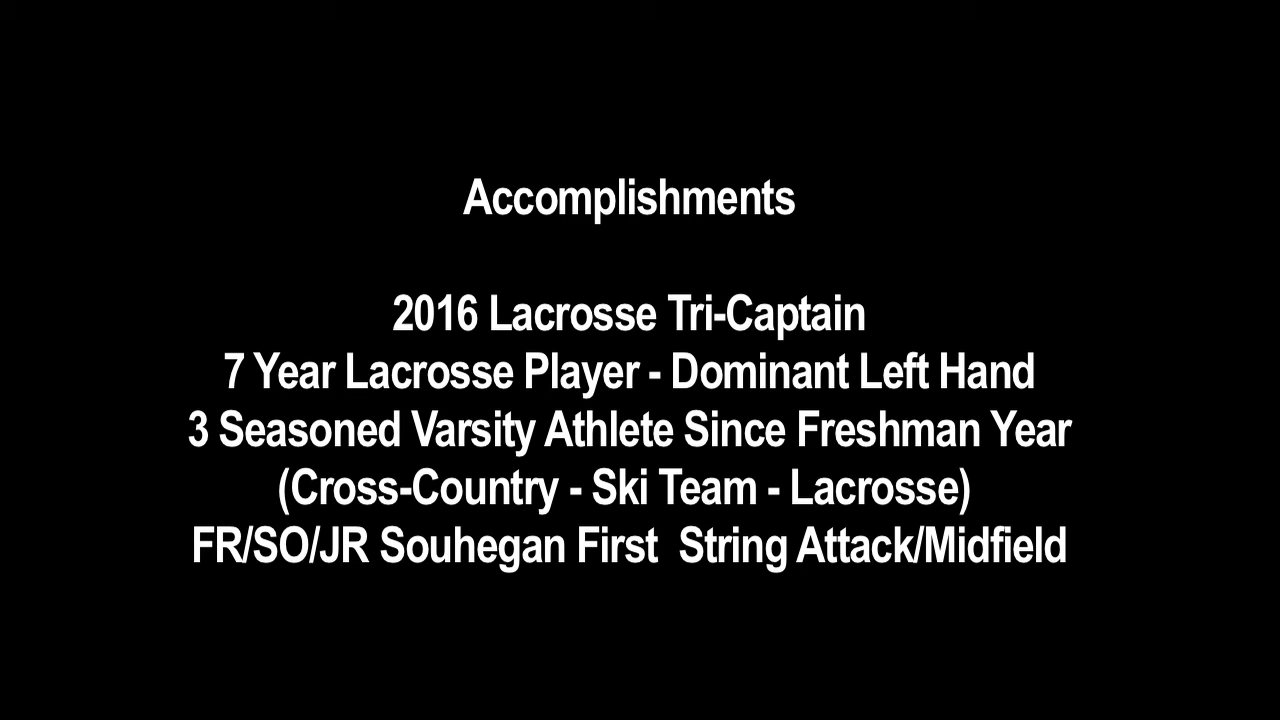 Accomplishments
2016 Lacrosse Tri-Captain
7 Year Lacrosse Player - Dominant Left Hand
3 Seasoned Varsity Athlete Since Freshman Year
(Cross-Country - Ski Team - Lacrosse)
FR/SO/JR Souhegan First  String Attack/Midfield